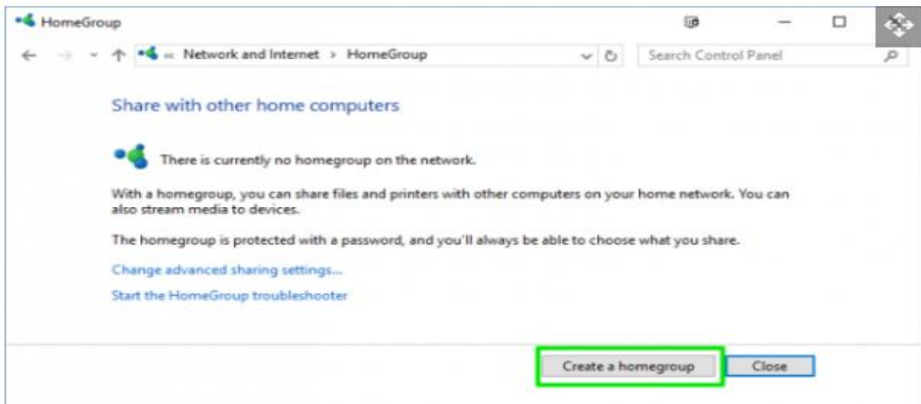 HomeGroup
« Network and Internet > HomeGroup
Search Control Panel
Share with other home computers
There is currently no homegroup on the network.
With a homegroup, you can share files and printers with other computers on your home network. You can
also stream media to devices.
The homegroup is protected with a password, and you'll always be able to choose what you share.
Change advanced sharing settings...
Start the HomeGroup troubleshooter
Create a homegroup
Close